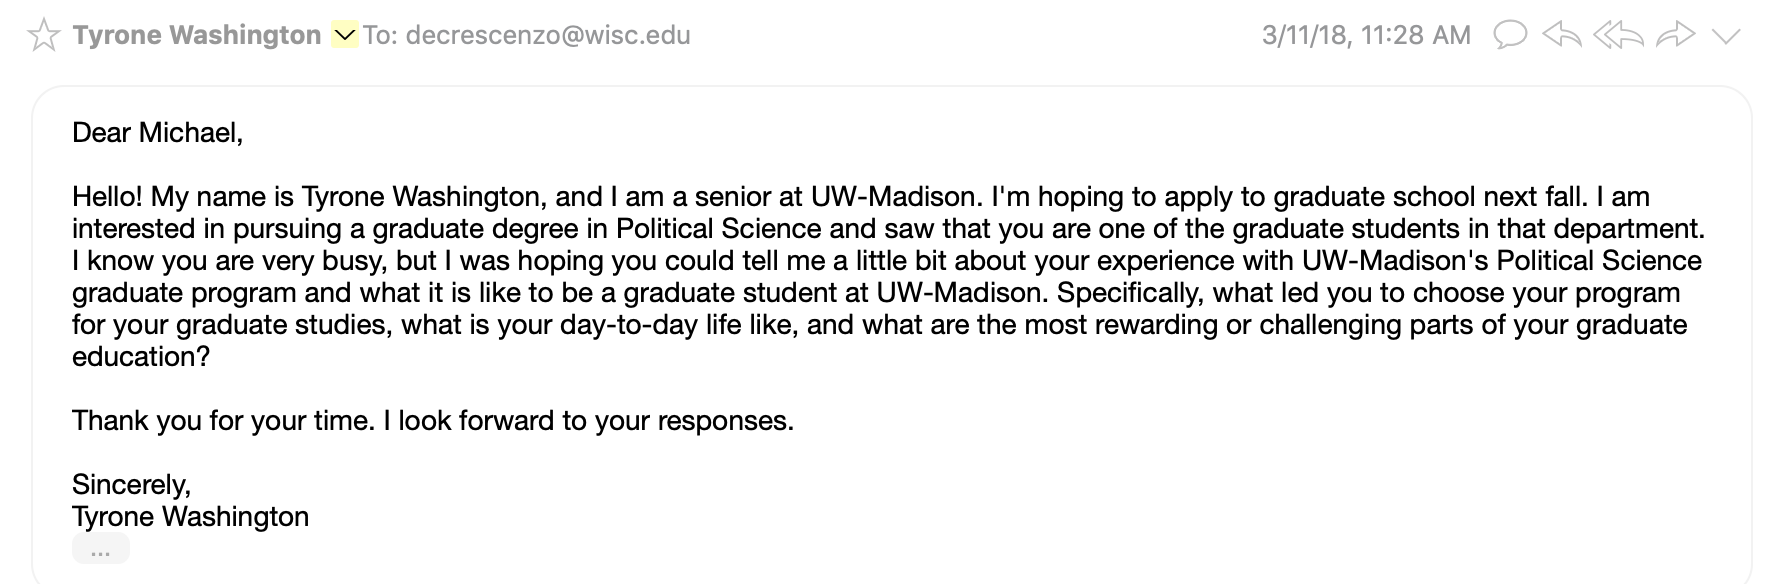 Tyrone Washington To: decrescenzo@wisc.edu 3/11/18, 11:28 AM
Dear Michael,
Hello! My name is Tyrone Washington, and I am a senior at UW-Madison. I'm hoping to apply to graduate school next fall. I am
interested in pursuing a graduate degree in Political Science and saw that you are one of the graduate students in that department.
I know you are very busy, but I was hoping you could tell me a little bit about your experience with UW-Madison's Political Science
graduate program and what it is like to be a graduate student at UW-Madison. Specifically, what led you to choose your program
for your graduate studies, what is your day-to-day life like, and what are the most rewarding or challenging parts of your graduate
education?
Thank you for your time. I look forward to your responses.
Sincerely,
Tyrone Washington
...